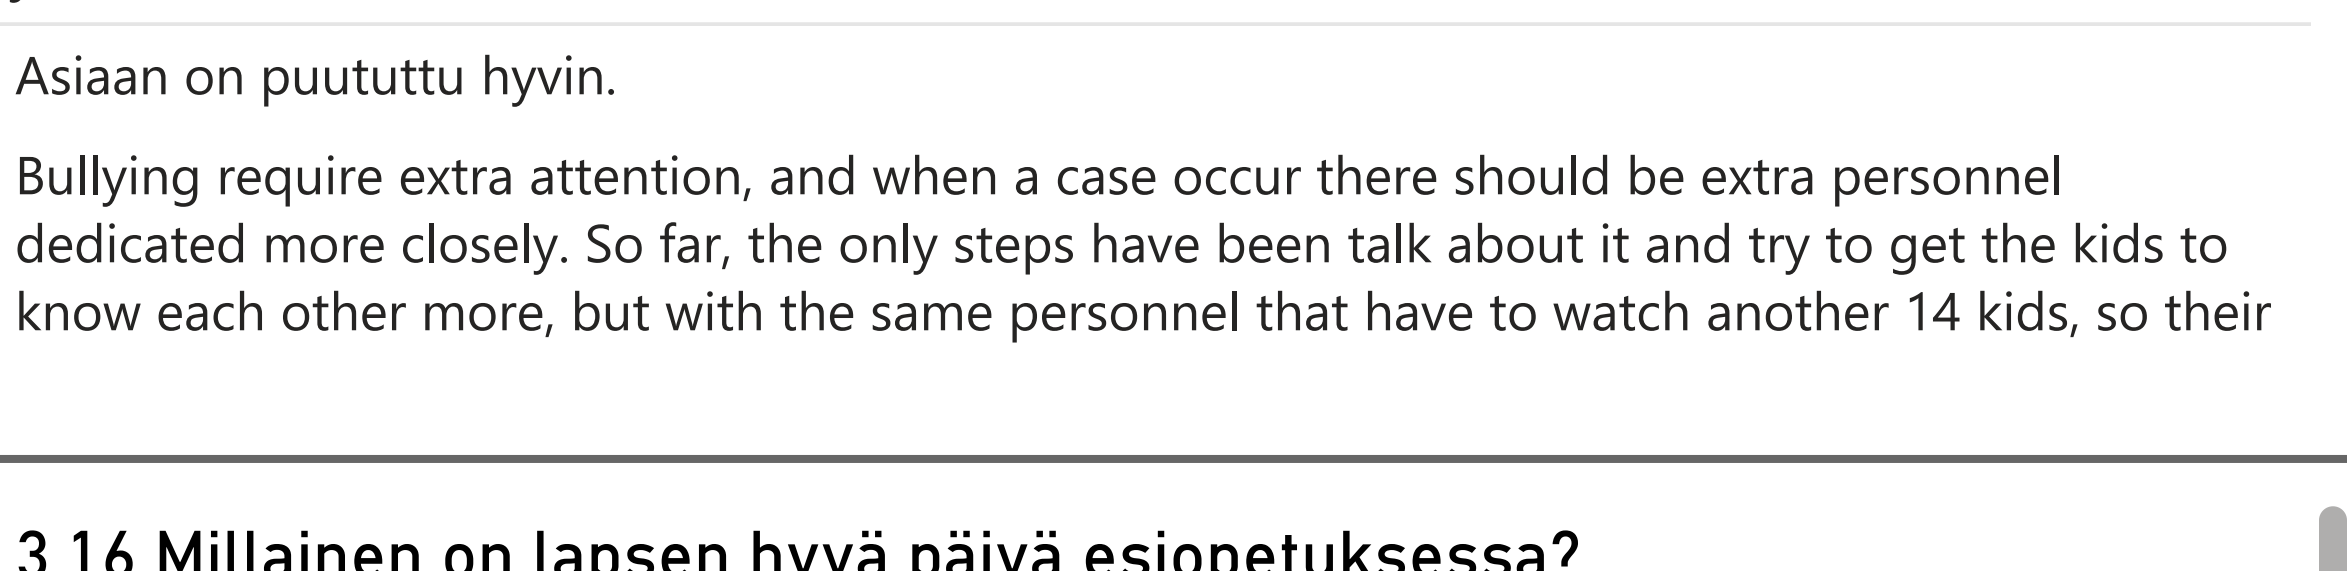 Asiaan on puututtu hyvin.
Bullying require extra attention, and when a case occur there should be extra personnel
dedicated more closely. So far, the only steps have been talk about it and try to get the kids to
know each other more, but with the same personnel that have to watch another 14 kids, so their
3.16 Millainen on lapsen hyvä päivä esiopetuksessa?